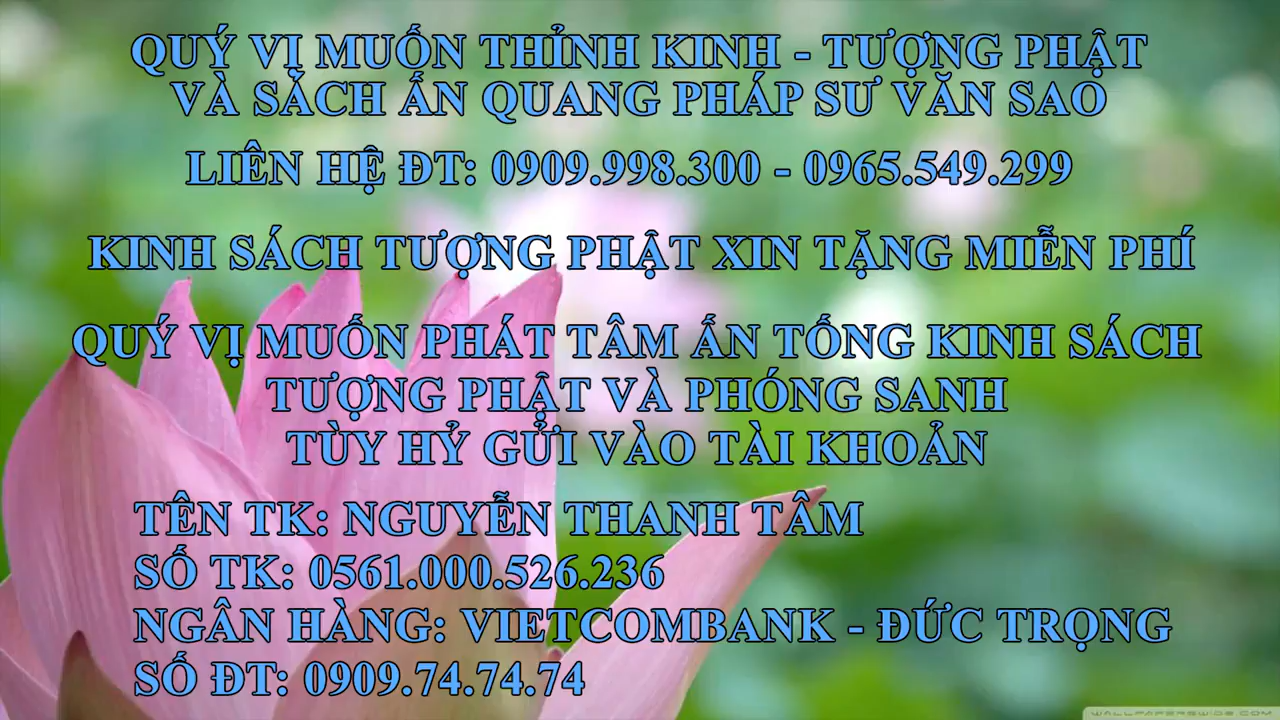 QUÝ VỊ MUỐN THỈNH KINH - TƯỢNG PHẬT
VÀ SÁCH ẤN QUANG PHÁP SƯ VĂN SAO
LIÊN HỆ ĐT: 0909.998.300 - 0965.549.299
KINH SÁCH TƯỢNG PHẬT XIN TẶNG MIỄN PHÍ
QUÝ VỊ MUỐN PHÁT TÂM ẤN TỐNG KINH SÁCH
TƯỢNG PHẬT VÀ PHÓNG SANH
TÙY HỶ GỬI VÀO TÀI KHOẢN
TÊN TK: NGUYỄN THANH TÂM
SỐ TK: 0561.000.526.236
NGÂN HÀNG: VIETCOMBANK - ĐỨC TRỌNG
SỐ ĐT: 0909.74.74.74
WALLPAPERSWIDE.COM